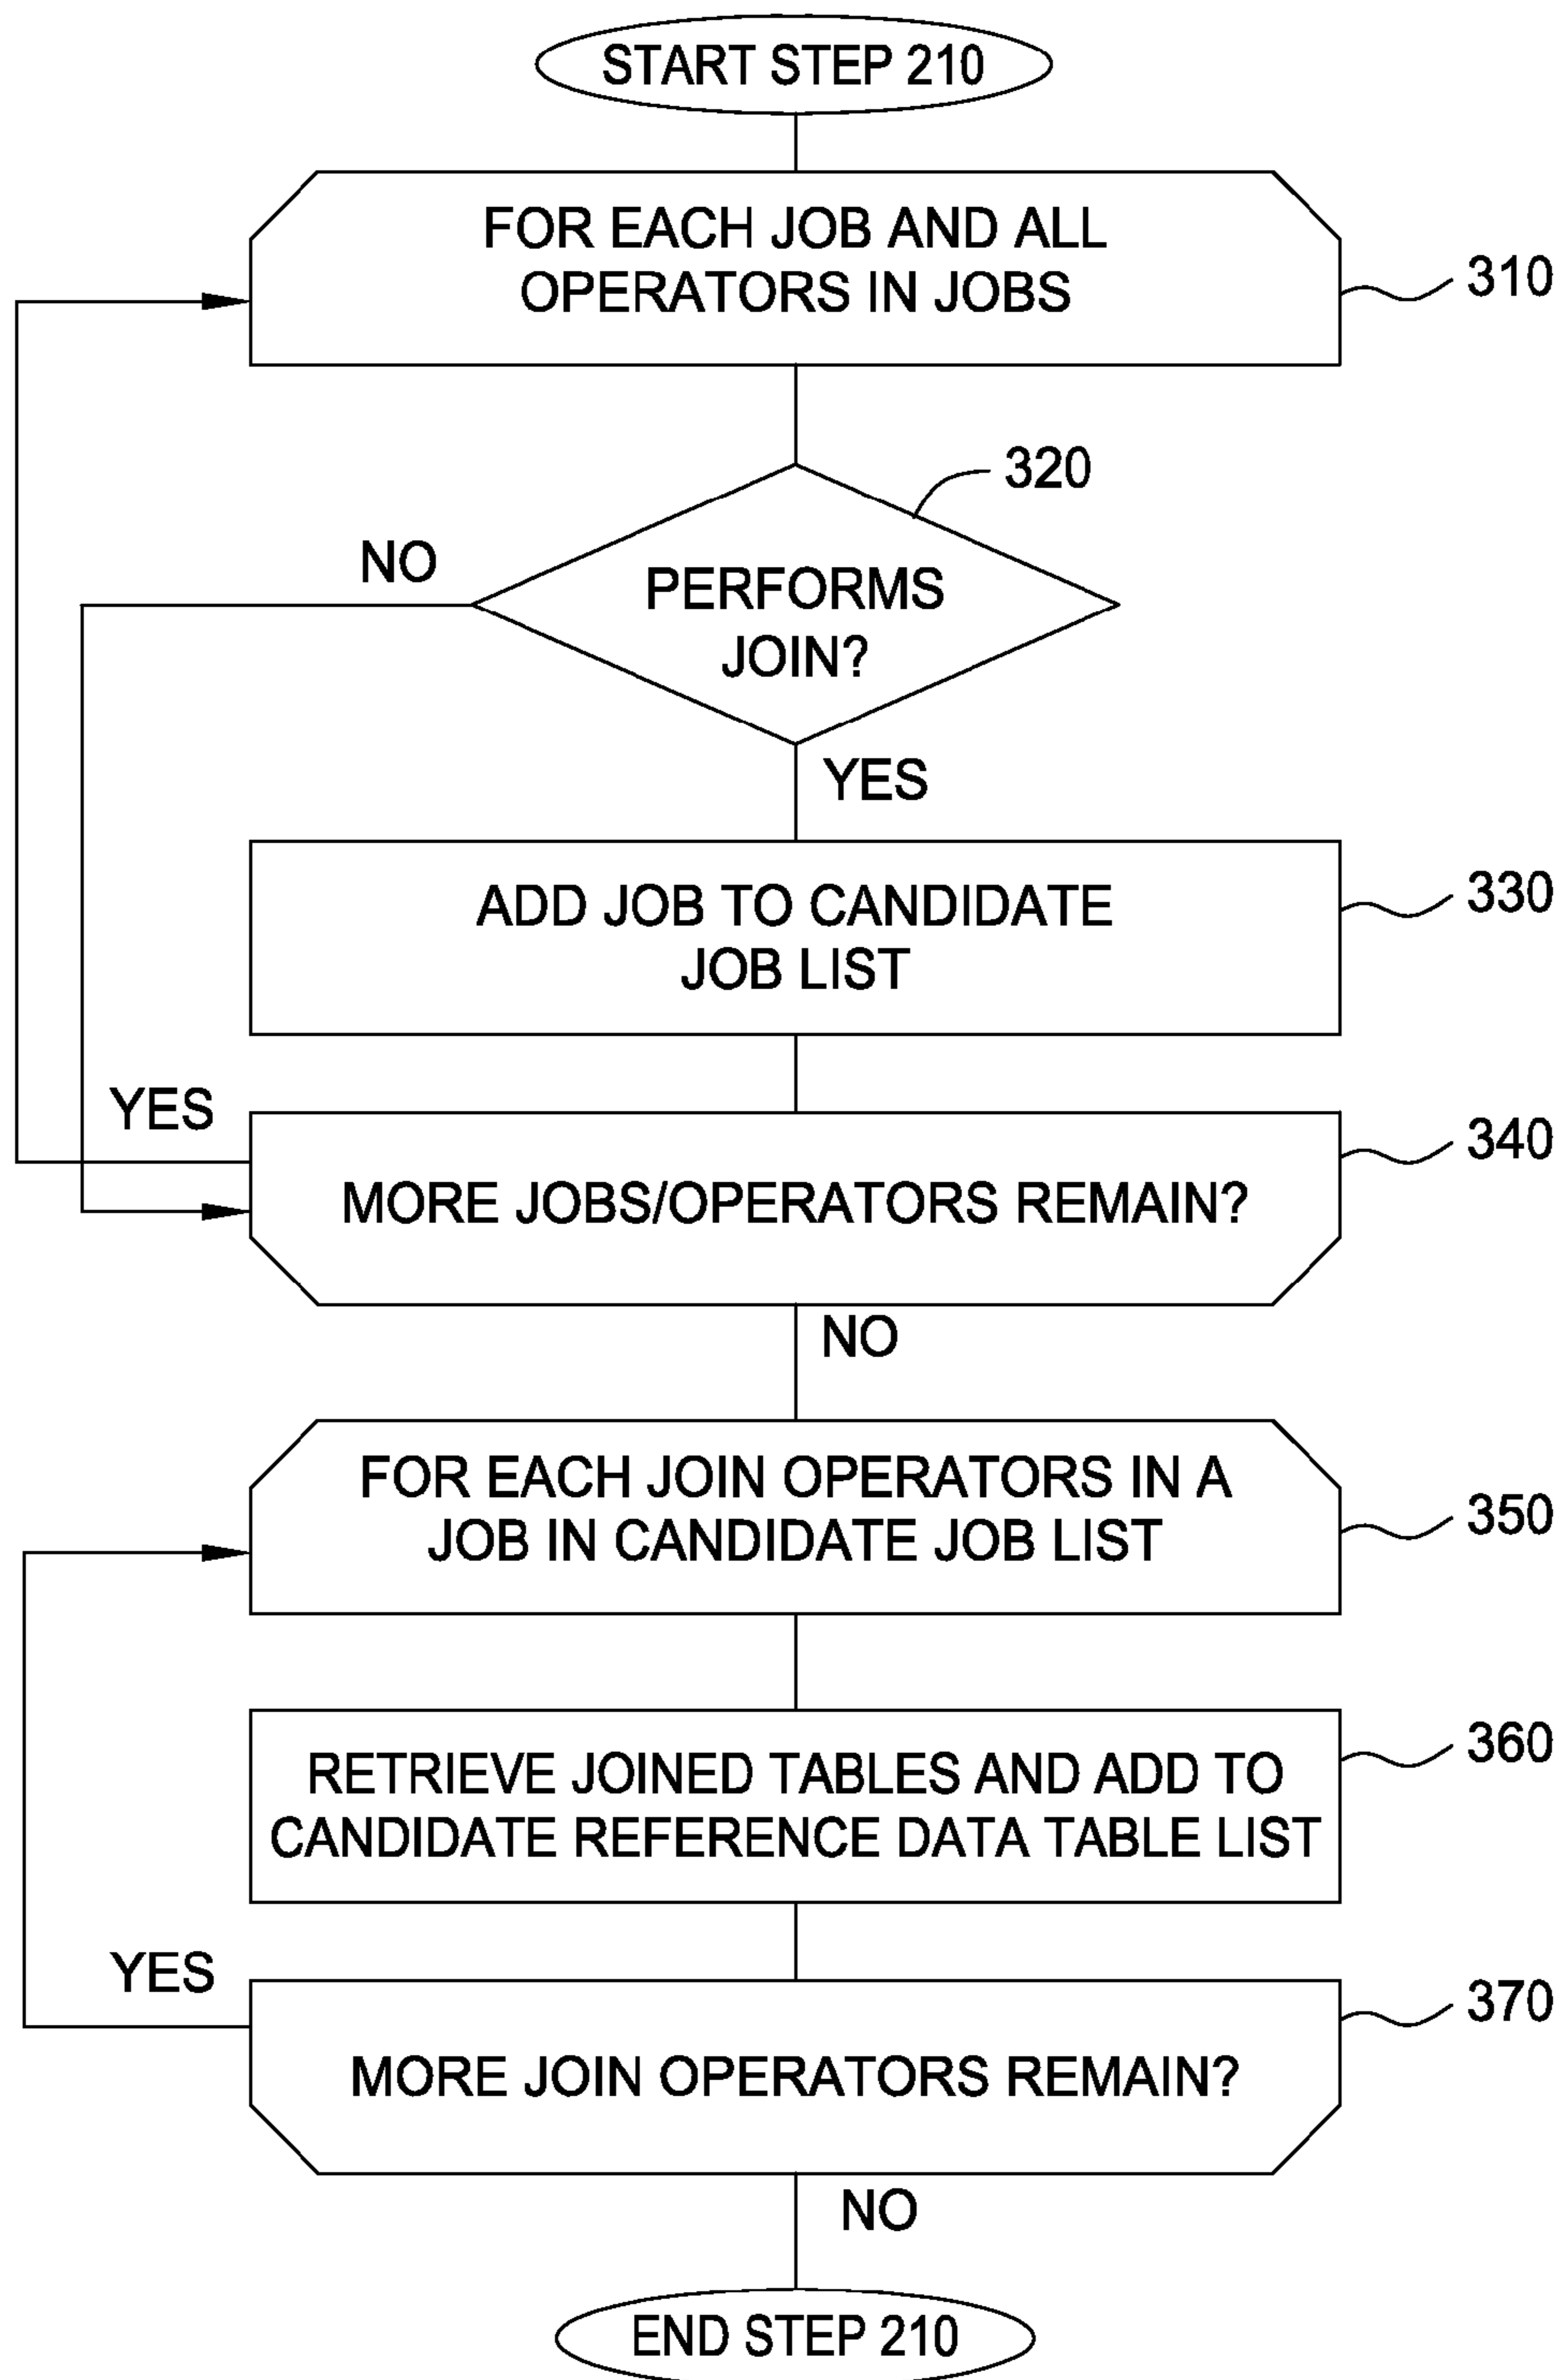 START STEP 210
FOR EACH JOB AND ALL
OPERATORS IN JOBS
310
320
NO
PERFORMS
JOIN?
YES
ADD JOB TO CANDIDATE
JOB LIST
330
YES
340
MORE JOBS/OPERATORS REMAIN?
NO
FOR EACH JOIN OPERATORS IN A
JOB IN CANDIDATE JOB LIST
350
RETRIEVE JOINED TABLES AND ADD TO
CANDIDATE REFERENCE DATA TABLE LIST
360
YES
370
MORE JOIN OPERATORS REMAIN?
NO
END STEP 210